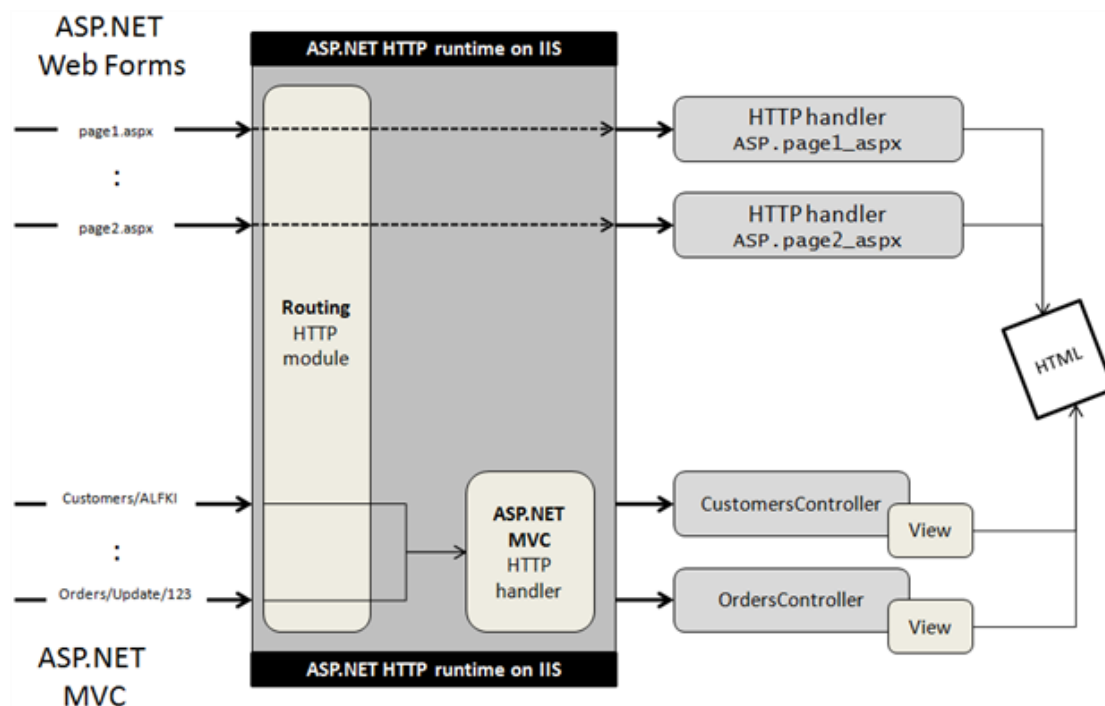 ASP.NET
Web Forms
ASP.NET HTTP runtime on IIS
page1.aspx
:
page2.aspx
HTTP handler
ASP.page1_aspx
HTTP handler
ASP.page2_aspx
Routing
HTTP
module
HTML
Customers/ALFKI
:
Orders/Update/123
ASP.NET
MVC
HTTP
handler
CustomersController
View
OrdersController
View
ASP.NET HTTP runtime on IIS
ASP.NET
MVC